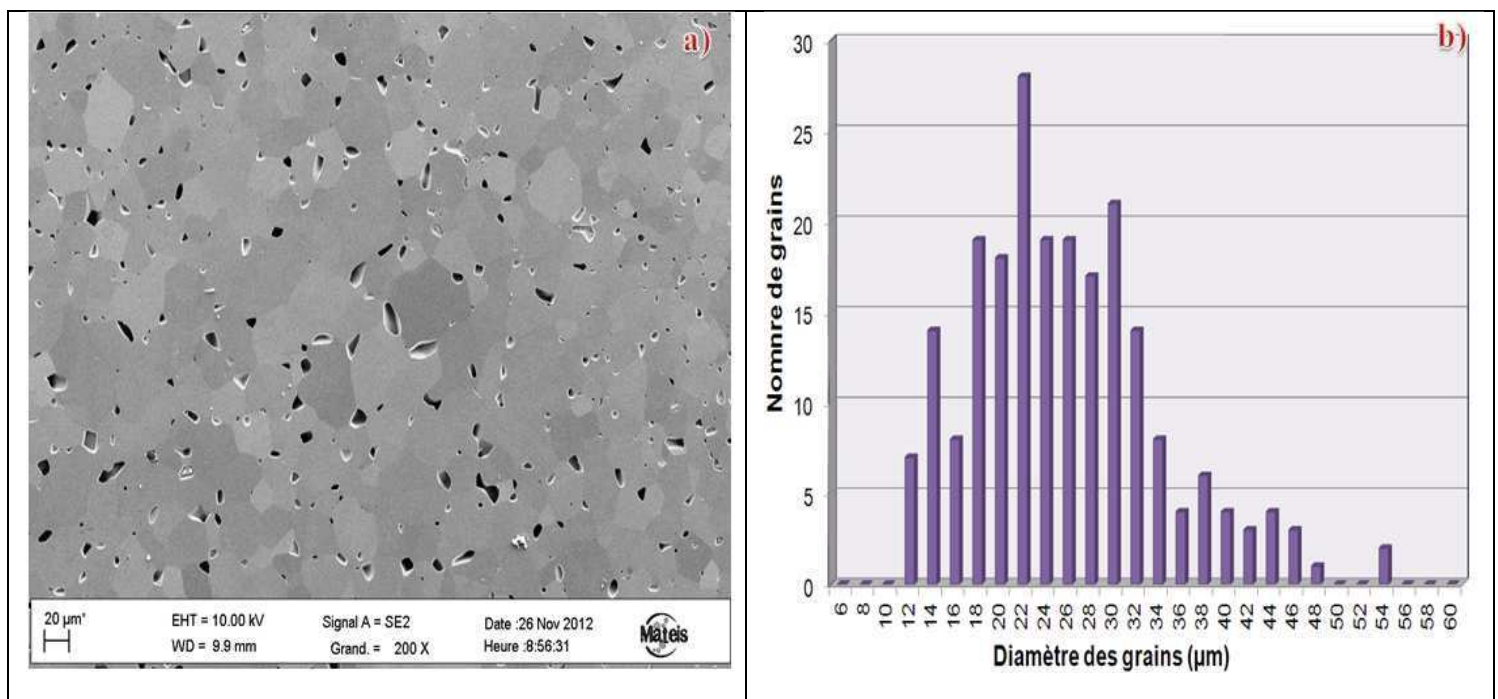 a)
20 µm*
EHT = 10.00 kV
Signal A = SE2
Date :26 Nov 2012
WD = 9.9 mm
Grand. = 200 X
Heure :8:56:31
Mateis
b)
30
25
20
15
10
5
0
Nomnre de grains
6 8 10 12 14 16 18 20 22 24 26 28 30 32 34 36 38 40 42 44 46 48 50 52 54 56 58 60
Diamètre des grains (µm)